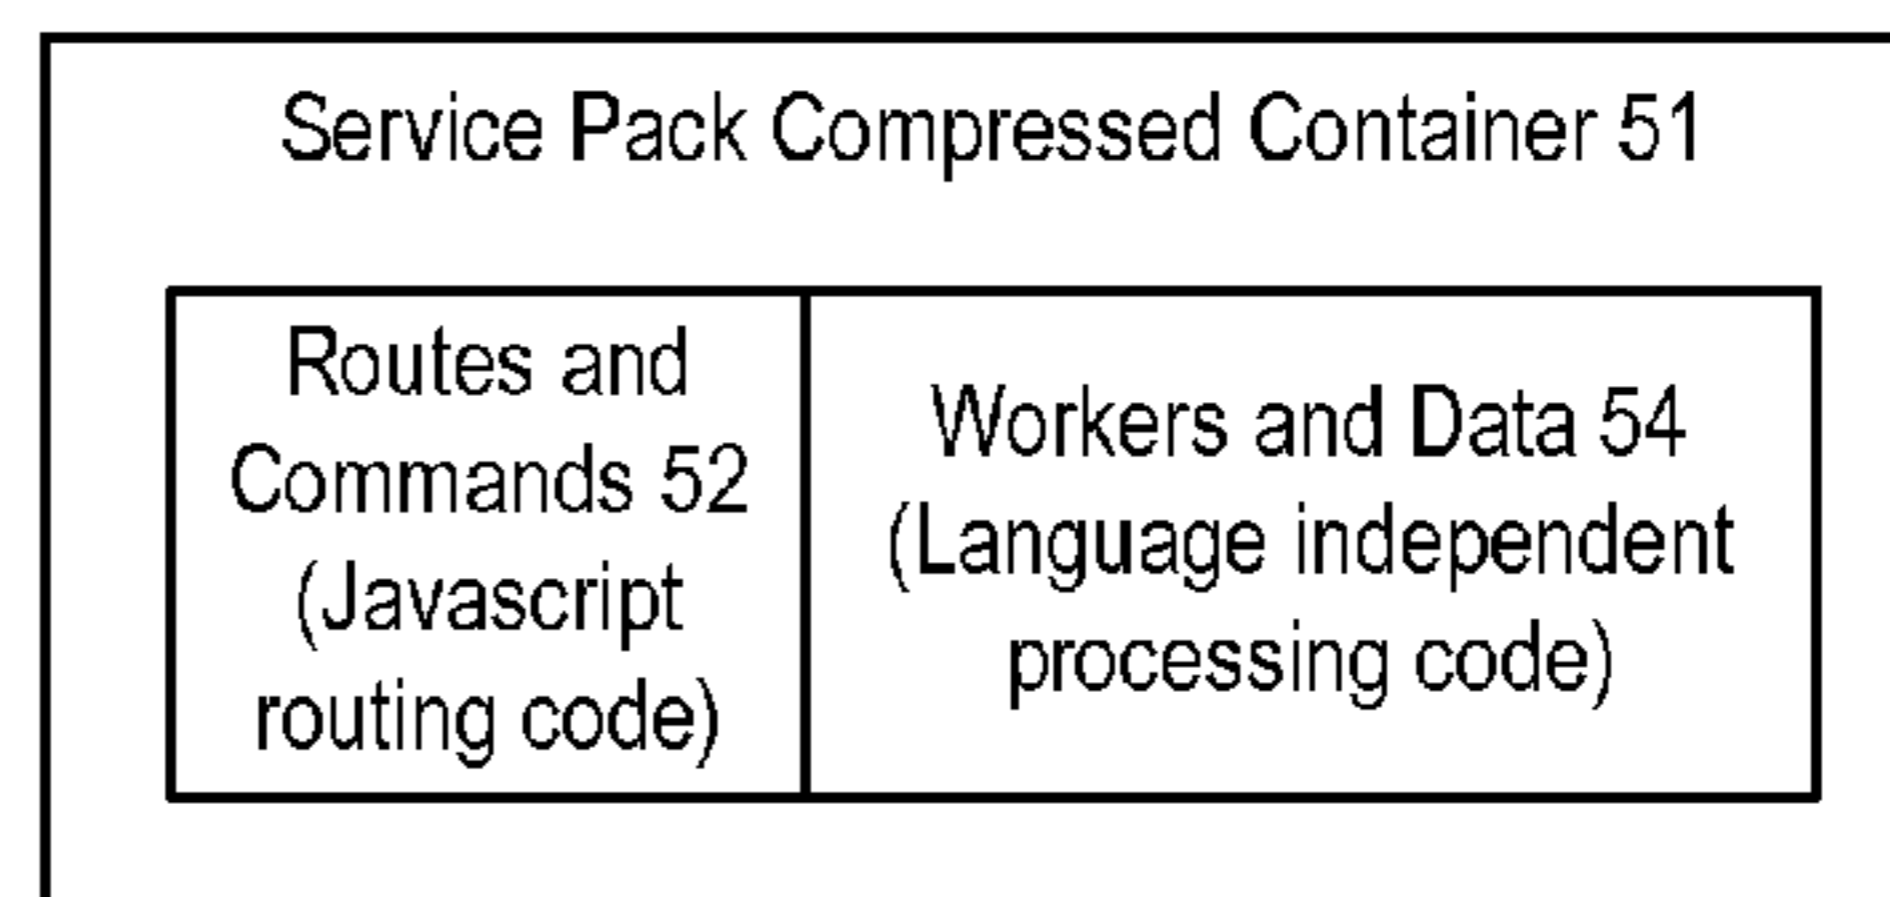 Service Pack Compressed Container 51
Routes and
Commands 52
(Javascript
routing code)
Workers and Data 54
(Language independent
processing code)